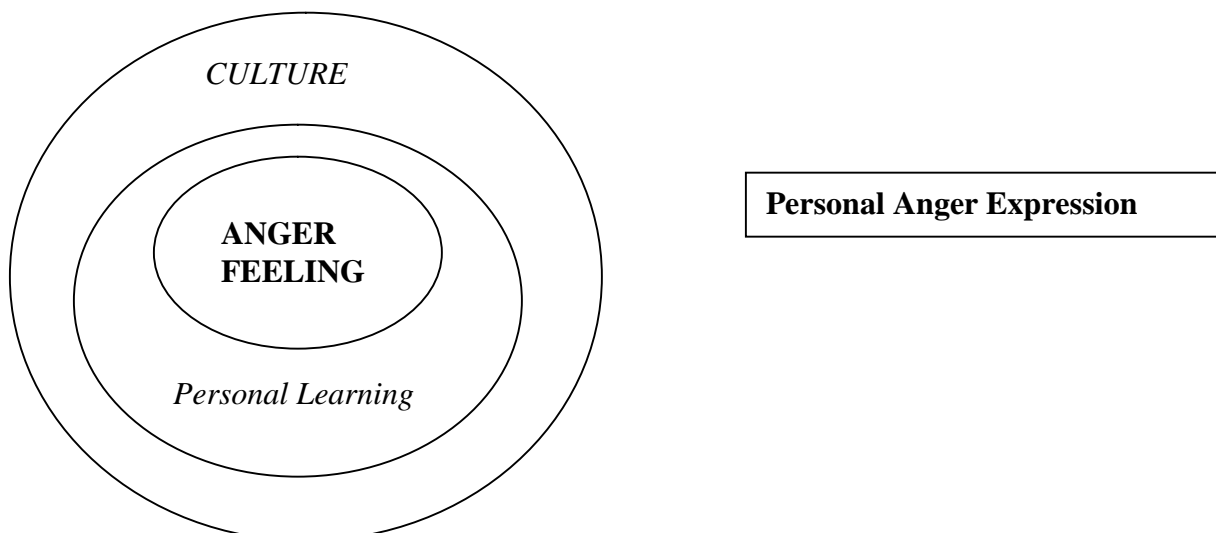 CULTURE
ANGER
FEELING
Personal Learning
Personal Anger Expression